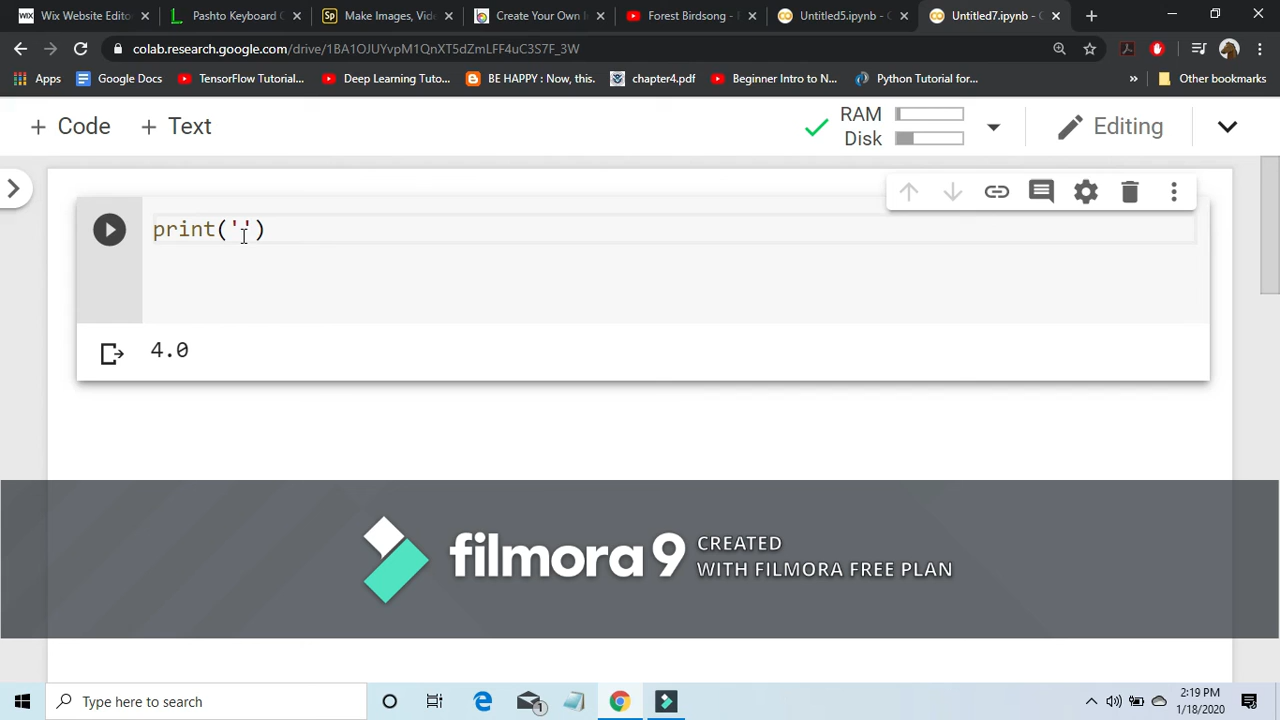 Wix Website Editor
Pashto Keyboard
Make Images, Vide
Create Your Own I
Forest Birdsong -
Untitled5.ipynb - C
Untitled7.ipynb - C
colab.research.google.com/drive/1BA1OJUYvpM1QnXT5dZmLFF4uC3S7F_3W
Apps
Google Docs
TensorFlow Tutorial...
Deep Learning Tuto...
BE HAPPY : Now, this.
chapter4.pdf
Beginner Intro to N...
Python Tutorial for...
»
Other bookmarks
+ Code + Text
RAM
Disk
Editing
print('')
4.0
filmora 9
CREATED
WITH FILMORA FREE PLAN
Type here to search
2:19 PM
1/18/2020